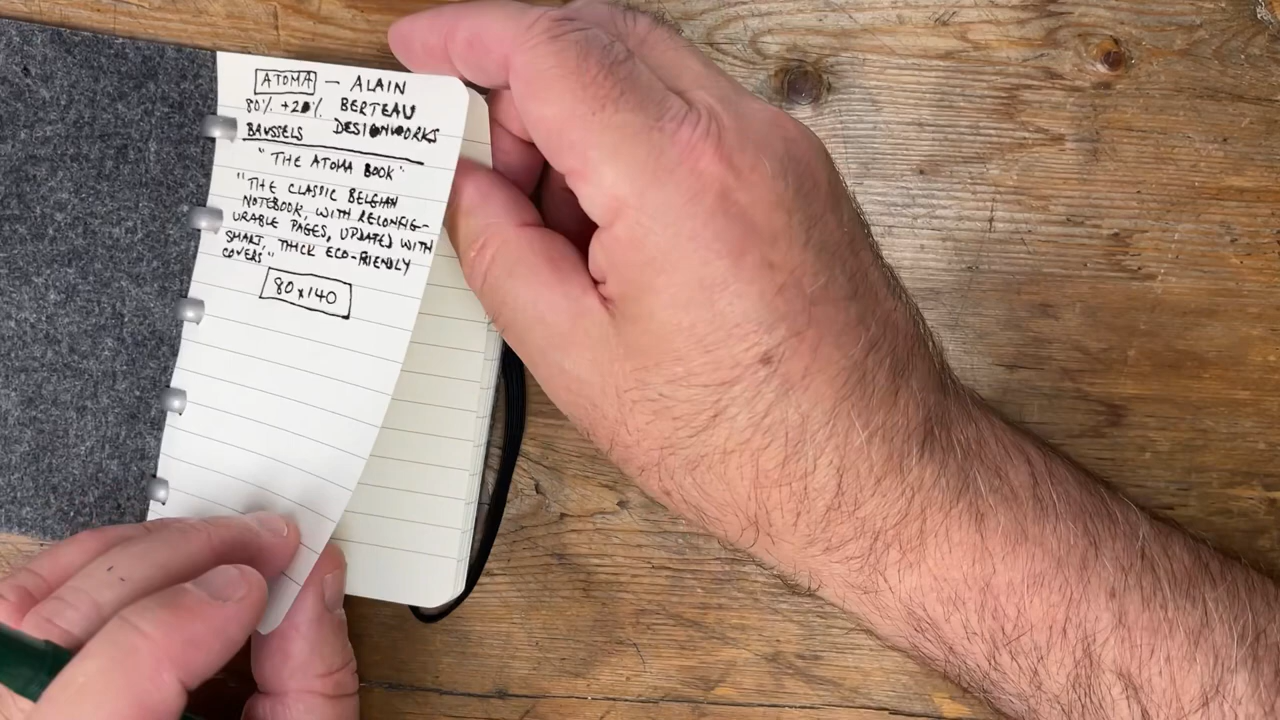 ATOMA — ALAIN
80% +20% BERTEAU
BRUSSELS DESIGNWORKS
"THE ATOMA BOOK"
"THE CLASSIC BELGIAN
NOTEBOOK, WITH RECONFIG-
URABLE PAGES, UPDATED WITH
SMART, THICK ECO-FRIENDLY
COVERS"
80x140